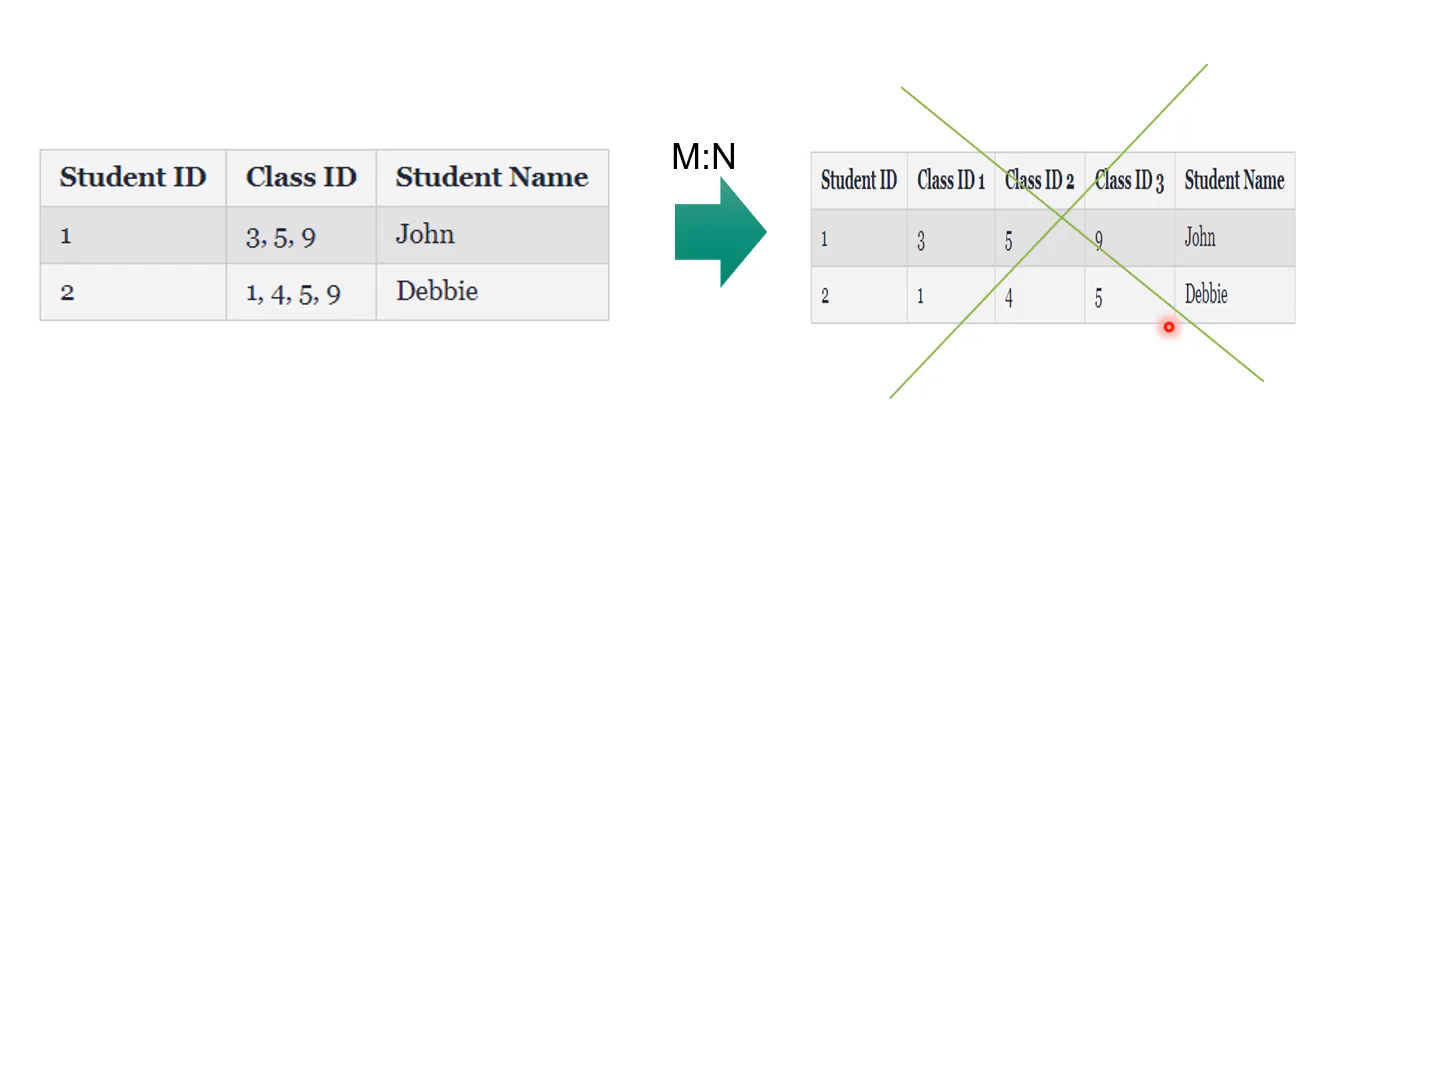 Student ID Class ID Student Name
1 3, 5, 9 John
2 1, 4, 5, 9 Debbie
M:N
Student ID Class ID 1 Class ID 2 Class ID 3 Student Name
1 3 5 9 John
2 1 4 5 Debbie